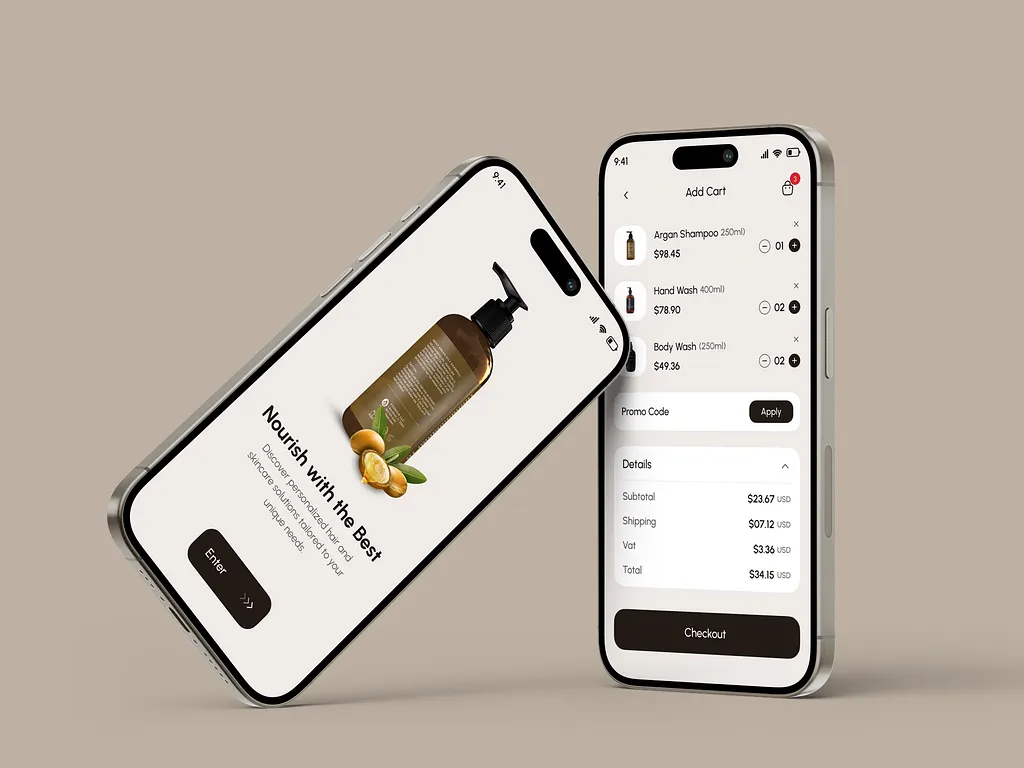 9:41
Nourish with the Best
Discover personalized hair and
skincare solutions tailored to your
unique needs.
Enter
9:41
Add Cart
3
Argan Shampoo 250ml)
$98.45
01
Hand Wash 400ml)
$78.90
02
Body Wash (250ml)
$49.36
02
Promo Code
Apply
Details
Subtotal
$23.67 USD
Shipping
$07.12 USD
Vat
$3.36 USD
Total
$34.15 USD
Checkout